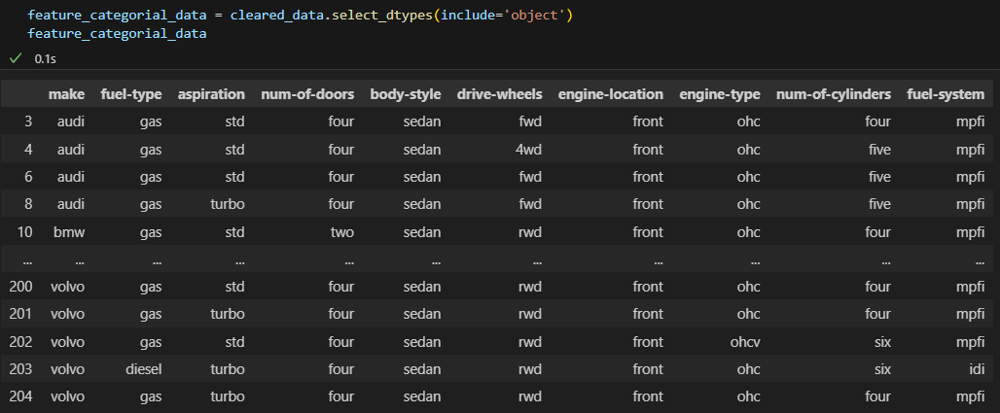 feature_categorial_data = cleared_data.select_dtypes(include='object')
feature_categorial_data
0.1s
make fuel-type aspiration num-of-doors body-style drive-wheels engine-location engine-type num-of-cylinders fuel-system
3 audi gas std four sedan fwd front ohc four mpfi
4 audi gas std four sedan 4wd front ohc five mpfi
6 audi gas std four sedan fwd front ohc five mpfi
8 audi gas turbo four sedan fwd front ohc five mpfi
10 bmw gas std two sedan rwd front ohc four mpfi
... ... ... ... ... ... ... ... ... ... ...
200 volvo gas std four sedan rwd front ohc four mpfi
201 volvo gas turbo four sedan rwd front ohc four mpfi
202 volvo gas std four sedan rwd front ohcv six mpfi
203 volvo diesel turbo four sedan rwd front ohc six idi
204 volvo gas turbo four sedan rwd front ohc four mpfi